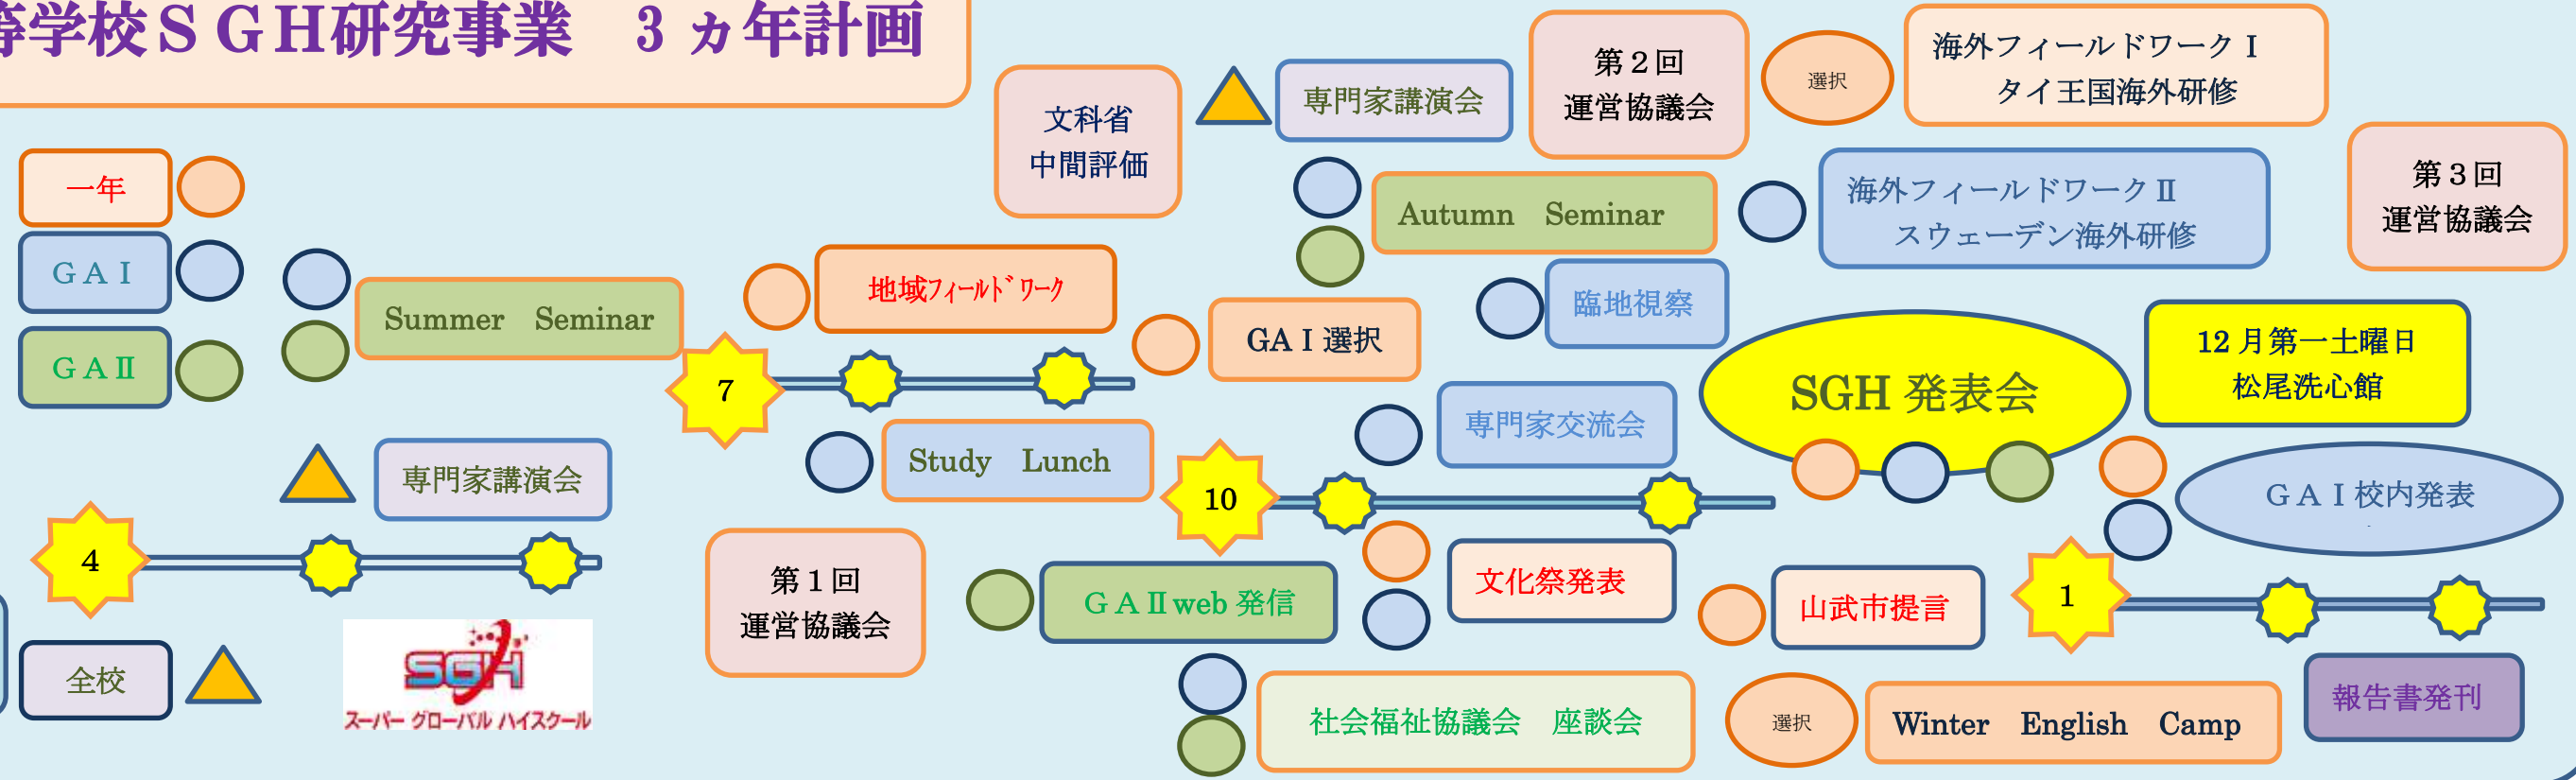 等学校ＳＧＨ研究事業　３ヵ年計画
文科省
中間評価
専門家講演会
第２回
運営協議会
選択
海外フィールドワークⅠ
タイ王国海外研修
第３回
運営協議会
一年
ＧＡⅠ
ＧＡⅡ
Summer　Seminar
地域ﾌｨｰﾙﾄﾞﾜｰｸ
GAⅠ選択
Autumn　Seminar
海外フィールドワークⅡ
スウェーデン海外研修
臨地視察
7
SGH 発表会
12 月第一土曜日
松尾洗心館
専門家講演会
Study　Lunch
専門家交流会
10
ＧＡⅠ校内発表
4
第１回
運営協議会
ＧＡⅡweb 発信
文化祭発表
山武市提言
1
全校
SGH
スーパー グローバル ハイスクール
社会福祉協議会　座談会
選択
Winter　English　Camp
報告書発刊